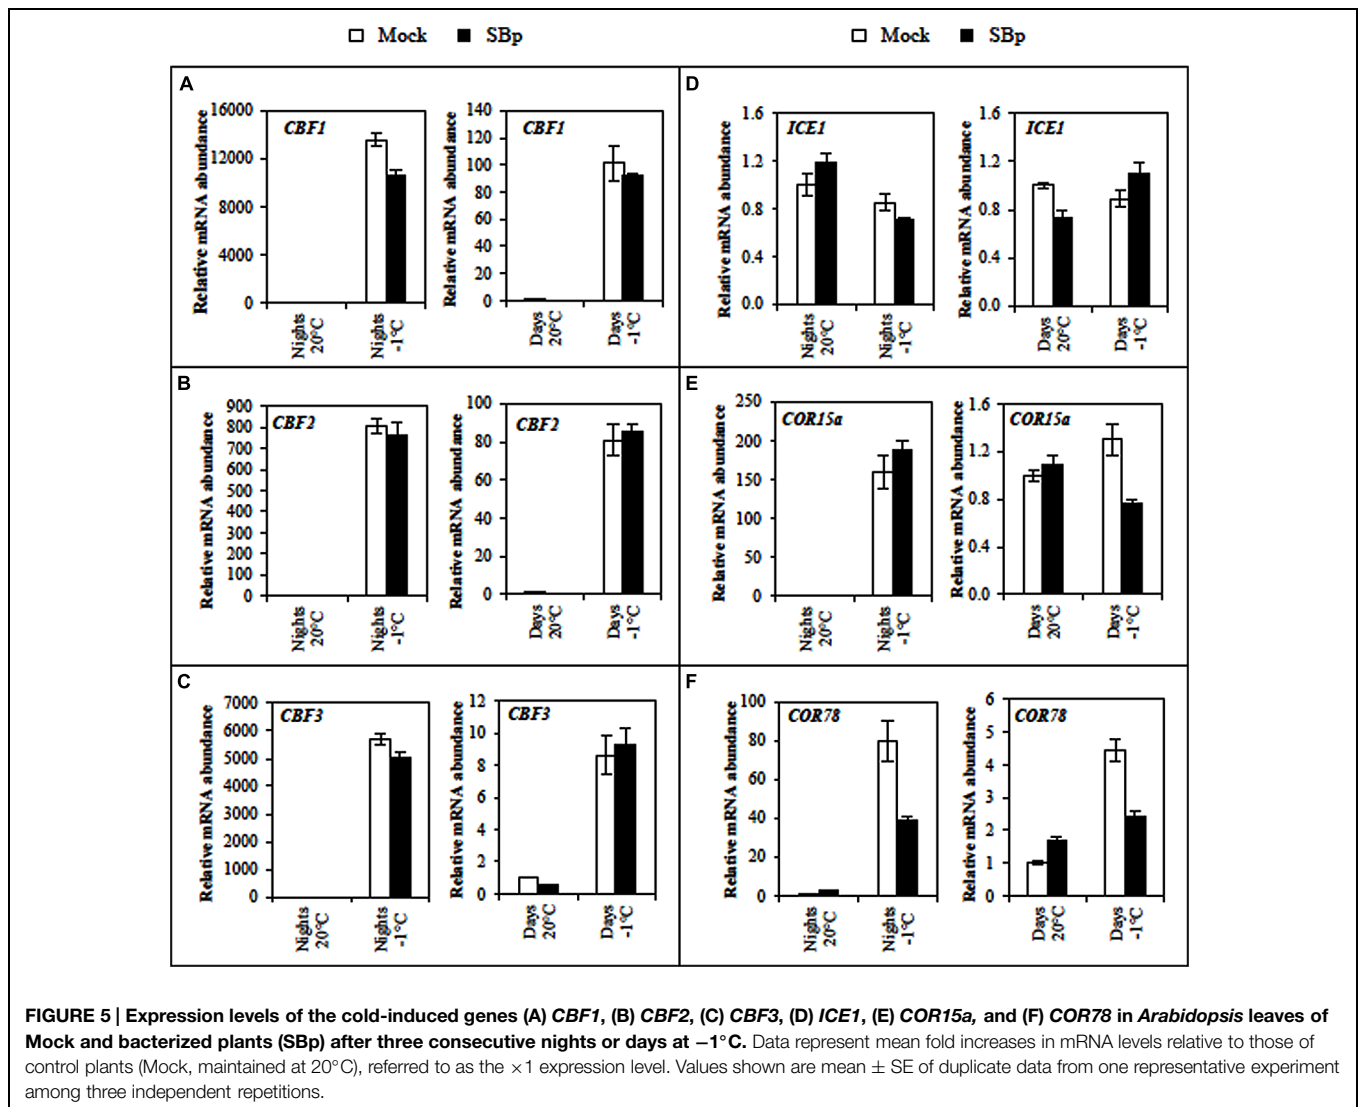 Mock SBp Mock SBp
A
Relative mRNA abundance
16000
12000
8000
4000
0
CBF1
Nights 20°C
Nights -1°C
Relative mRNA abundance
140
120
100
80
60
40
20
0
CBF1
Days 20°C
Days -1°C
D
Relative mRNA abundance
1.6
1.2
0.8
0.4
0.0
ICE1
Nights 20°C
Nights -1°C
Relative mRNA abundance
1.6
1.2
0.8
0.4
0.0
ICE1
Days 20°C
Days -1°C
B
Relative mRNA abundance
900
800
700
600
500
400
300
200
100
0
CBF2
Nights 20°C
Nights -1°C
Relative mRNA abundance
100
80
60
40
20
0
CBF2
Days 20°C
Days -1°C
E
Relative mRNA abundance
250
200
150
100
50
0
COR15a
Nights 20°C
Nights -1°C
Relative mRNA abundance
1.6
1.2
0.8
0.4
0.0
COR15a
Days 20°C
Days -1°C
C
Relative mRNA abundance
7000
6000
5000
4000
3000
2000
1000
0
CBF3
Nights 20°C
Nights -1°C
Relative mRNA abundance
12
10
8
6
4
2
0
CBF3
Days 20°C
Days -1°C
F
Relative mRNA abundance
100
80
60
40
20
0
COR78
Nights 20°C
Nights -1°C
Relative mRNA abundance
6
5
4
3
2
1
0
COR78
Days 20°C
Days -1°C
FIGURE 5 | Expression levels of the cold-induced genes (A) CBF1, (B) CBF2, (C) CBF3, (D) ICE1, (E) COR15a, and (F) COR78 in Arabidopsis leaves of
Mock and bacterized plants (SBp) after three consecutive nights or days at −1°C. Data represent mean fold increases in mRNA levels relative to those of
control plants (Mock, maintained at 20°C), referred to as the ×1 expression level. Values shown are mean ± SE of duplicate data from one representative experiment
among three independent repetitions.